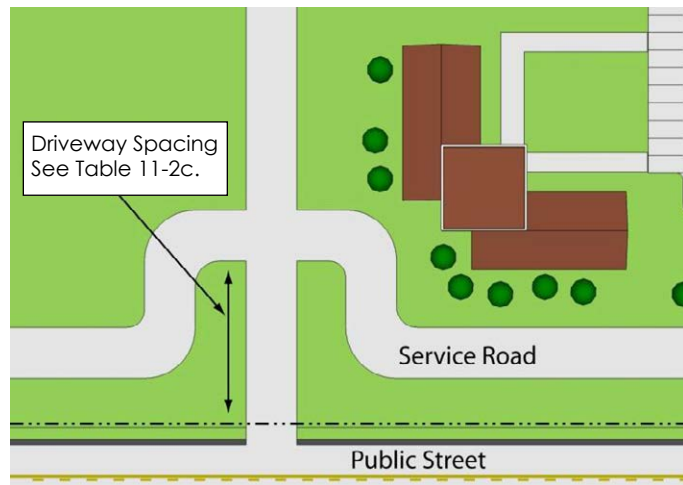 Driveway Spacing
See Table 11-2c.
Service Road
Public Street